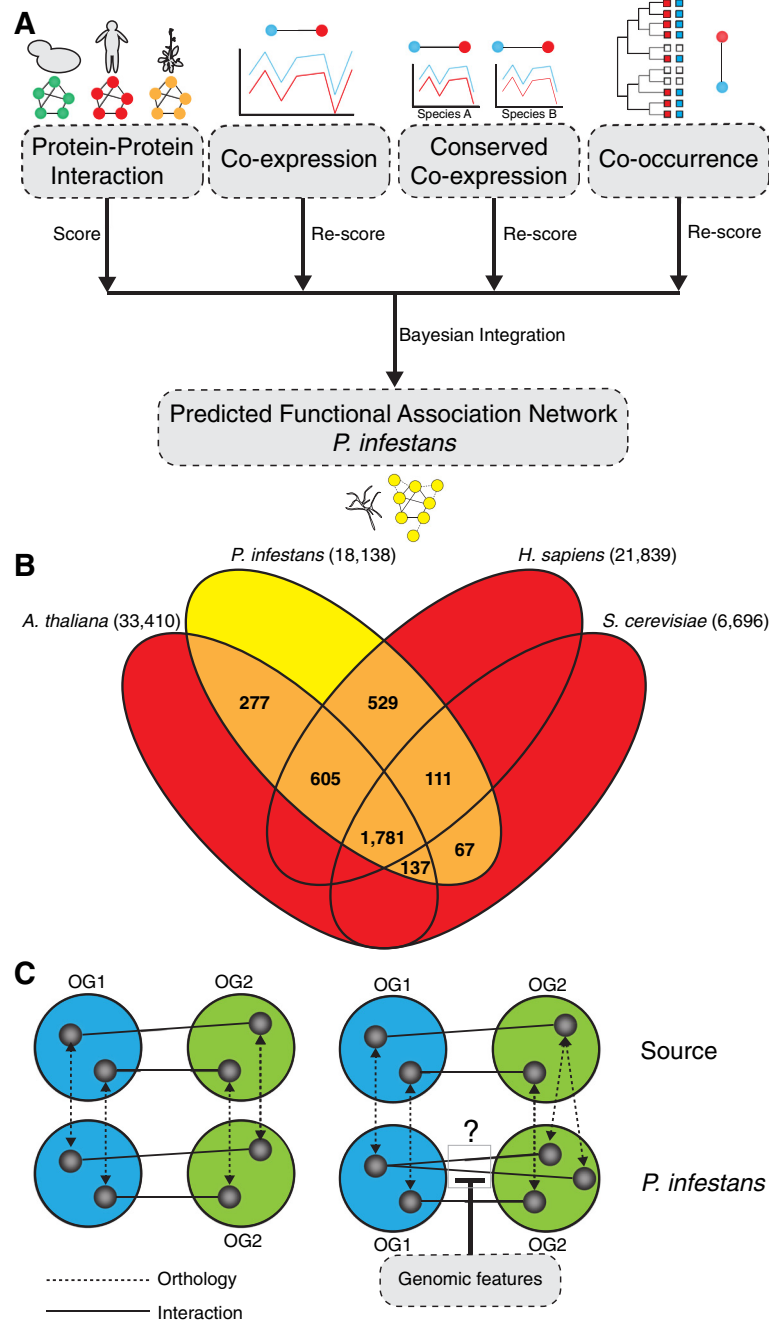 A
Species A
Species B
Protein-Protein
Interaction
Co-expression
Conserved
Co-expression
Co-occurrence
Score
Re-score
Re-score
Re-score
Bayesian Integration
Predicted Functional Association Network
P. infestans
B
P. infestans (18,138)
H. sapiens (21,839)
A. thaliana (33,410)
S. cerevisiae (6,696)
277
529
605
111
1,781
67
137
C
OG1
OG2
OG1
OG2
Source
?
P. infestans
OG2
OG1
OG2
Orthology
Interaction
Genomic features